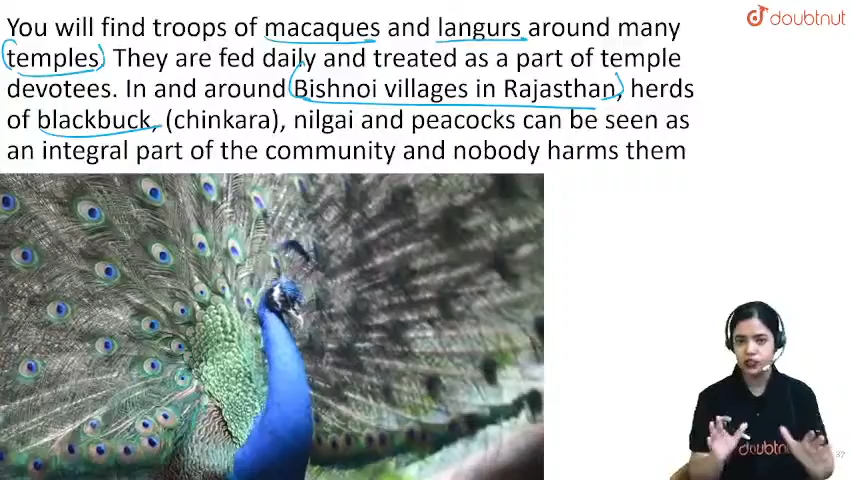 You will find troops of macaques and langurs around many
temples. They are fed daily and treated as a part of temple
devotees. In and around Bishnoi villages in Rajasthan, herds
of blackbuck, (chinkara), nilgai and peacocks can be seen as
an integral part of the community and nobody harms them
doubtnut
doubtnut
37